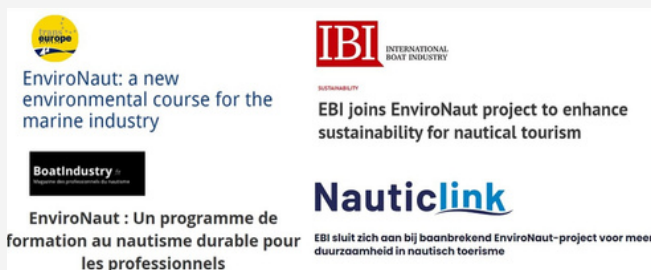 trans
europe
EnviroNaut: a new
environmental course for the
marine industry
BoatIndustry.fr
Magazine des professionnels du nautisme
EnviroNaut : Un programme de
formation au nautisme durable pour
les professionnels
IBI INTERNATIONAL
BOAT INDUSTRY
SUSTAINABILITY
EBI joins EnviroNaut project to enhance
sustainability for nautical tourism
Nauticlink
EBI sluit zich aan bij baanbrekend EnviroNaut-project voor meer
duurzaamheid in nautisch toerisme